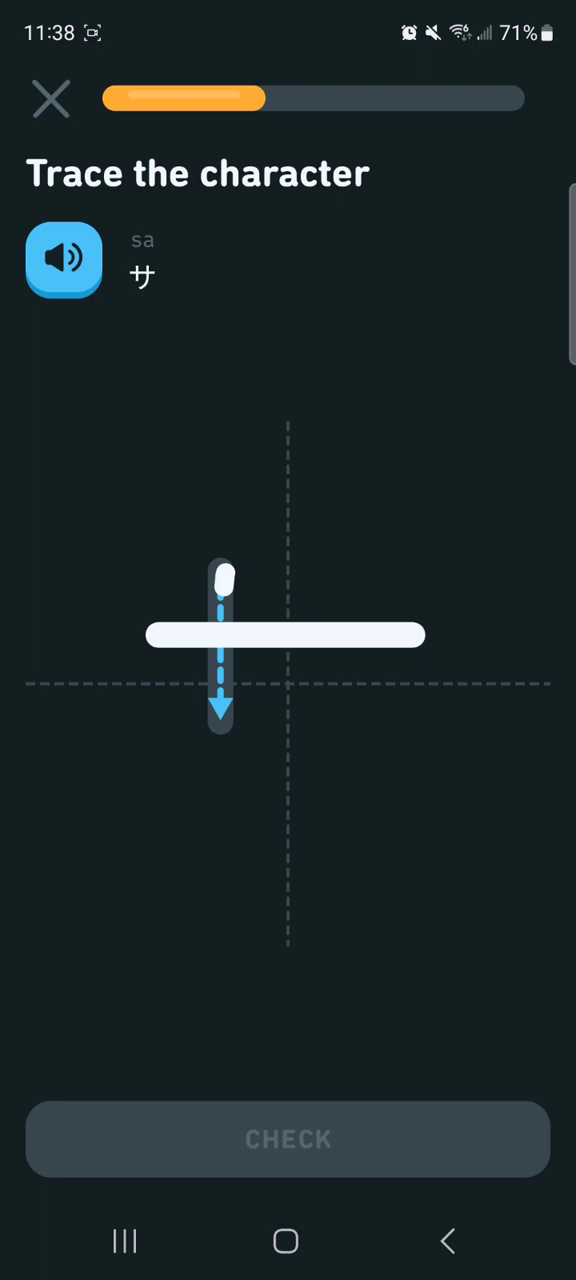 11:38
71%
Trace the character
sa
サ
CHECK